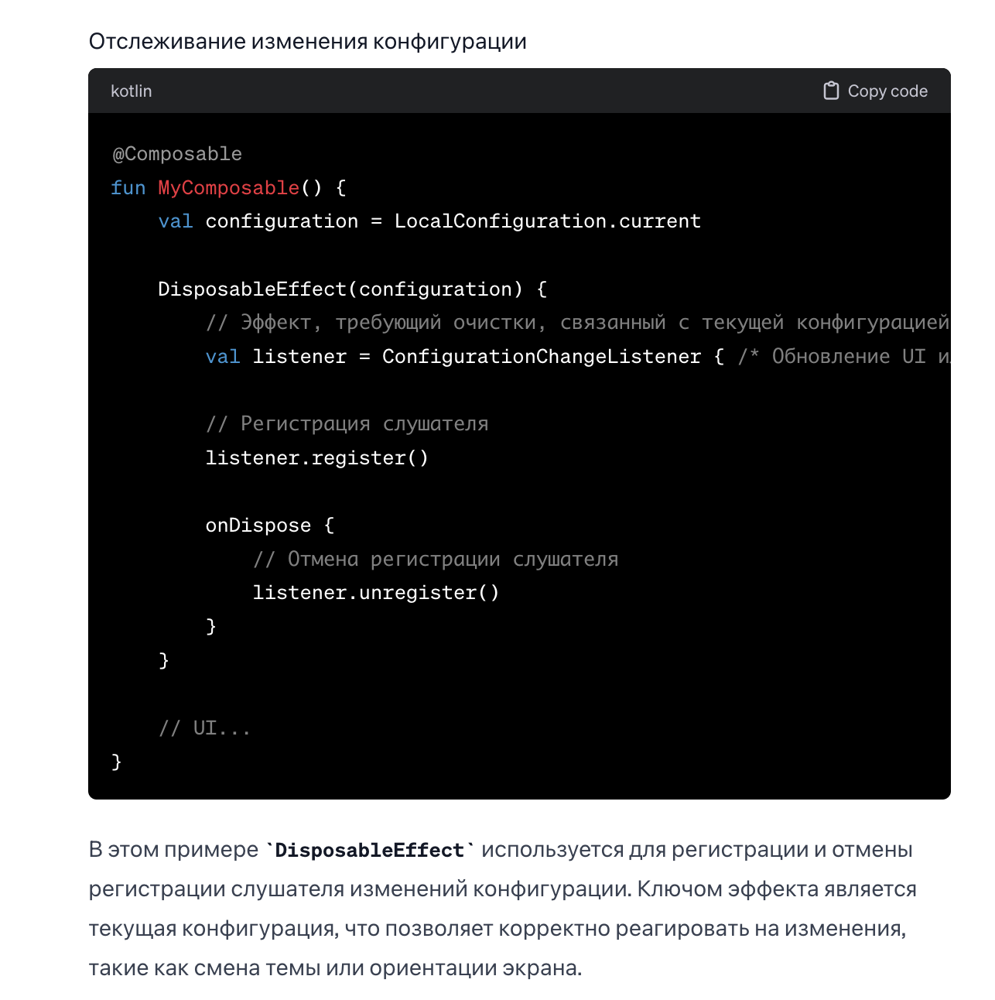 Отслеживание изменения конфигурации
kotlin
Copy code
@Composable
fun MyComposable() {
    val configuration = LocalConfiguration.current
    DisposableEffect(configuration) {
        // Эффект, требующий очистки, связанный с текущей конфигурацией
        val listener = ConfigurationChangeListener { /* Обновление UI
        // Регистрация слушателя
        listener.register()
        onDispose {
            // Отмена регистрации слушателя
            listener.unregister()
        }
    }
    // UI...
}
В этом примере `DisposableEffect` используется для регистрации и отмены
регистрации слушателя изменений конфигурации. Ключом эффекта является
текущая конфигурация, что позволяет корректно реагировать на изменения,
такие как смена темы или ориентации экрана.